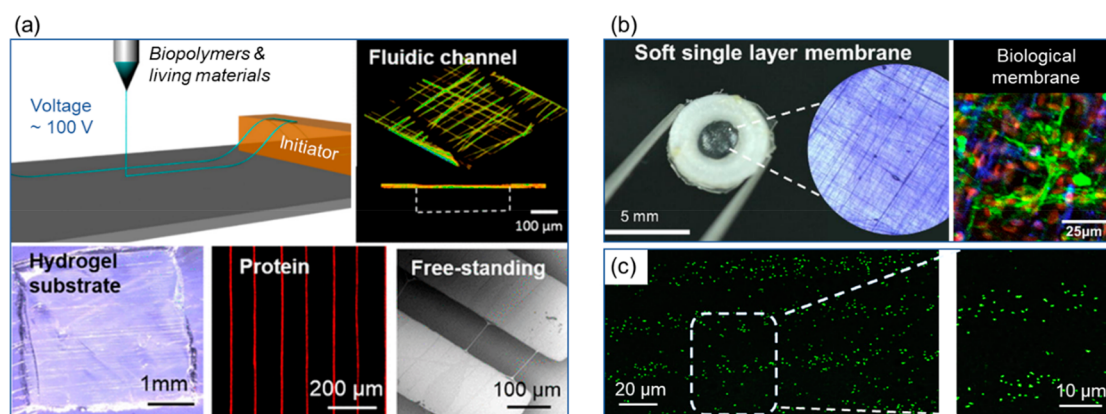 (a)
Biopolymers &
living materials
Voltage
~ 100 V
Initiator
Fluidic channel
100 µm
Hydrogel
substrate
1mm
Protein
200 µm
Free-standing
100 µm
(b)
Soft single layer membrane
5 mm
Biological
membrane
25µm
(c)
20 µm
10 µm